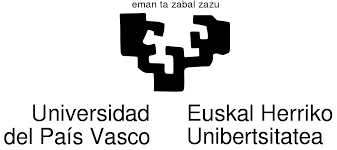 eman ta zabal zazu
Universidad
del País Vasco
Euskal Herriko
Unibertsitatea